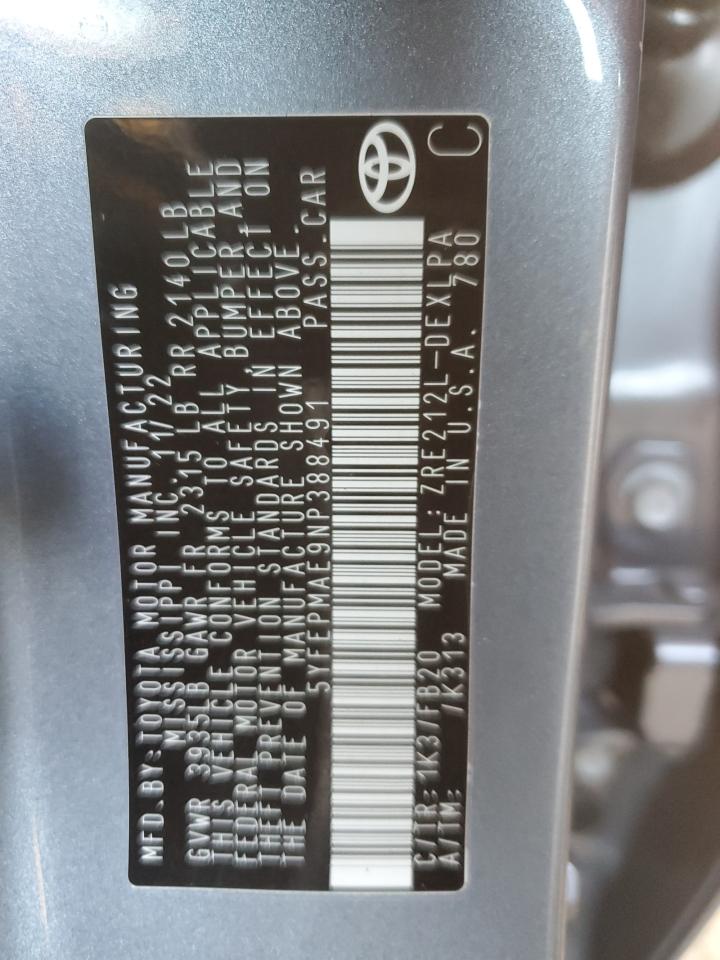 MFD.BY:TOYOTA MOTOR MANUFACTURING
MISSISSIPPI INC. 11/22
GVWR 3935LB GAWR FR 2315 LB RR 2140LB
THIS VEHICLE CONFORMS TO ALL APPLICABLE
FEDERAL MOTOR VEHICLE SAFETY, BUMPER AND
THEFT PREVENTION STANDARDS IN EFFECT ON
THE DATE OF MANUFACTURE SHOWN ABOVE.
5YFEPMAE9NP388491 PASS.CAR
C/TR:1K3/FB20 MODEL:ZRE212L-DEXLPA
A/TM: /K313 MADE IN U.S.A. 780
C